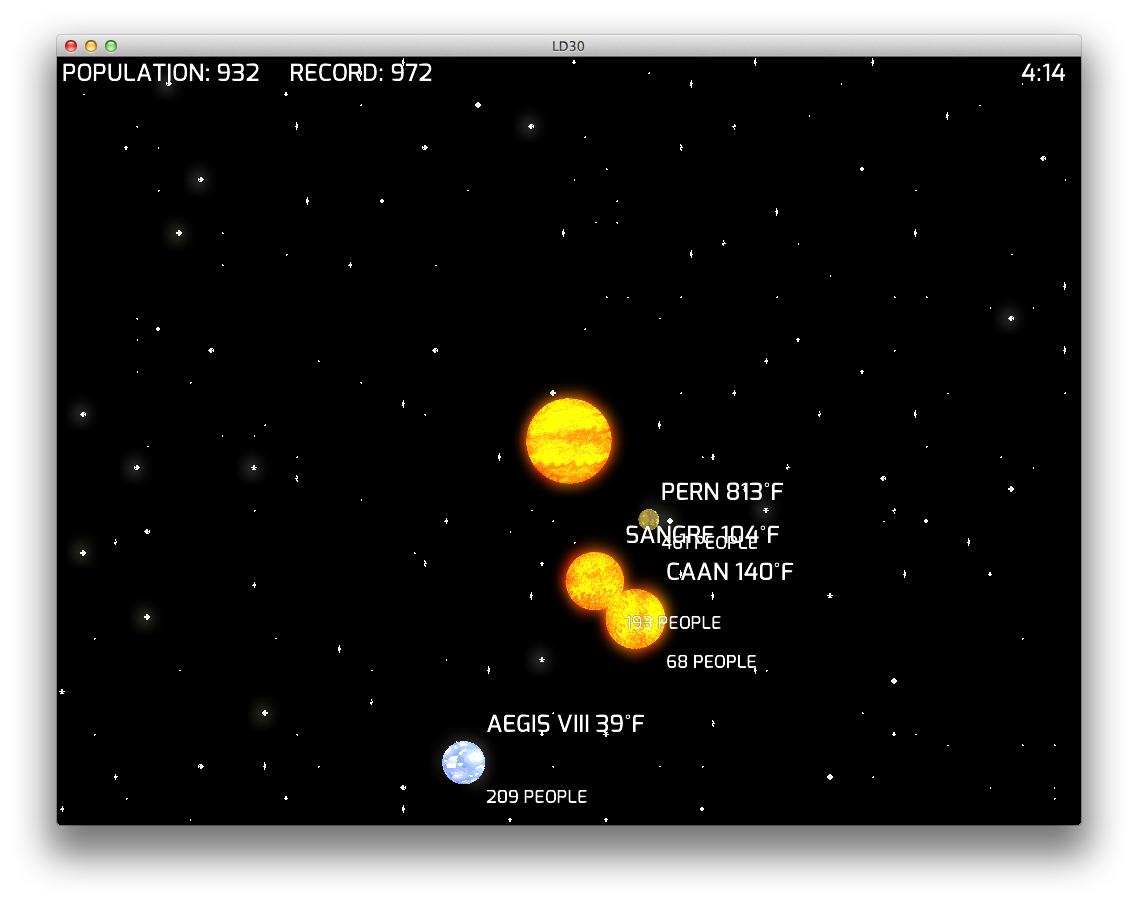 LD30
POPULATION: 932 RECORD: 972
4:14
PERN 813°F
SANGRE 104°F
461 PEOPLE
CAAN 140°F
193 PEOPLE
68 PEOPLE
AEGIS VIII 39°F
209 PEOPLE